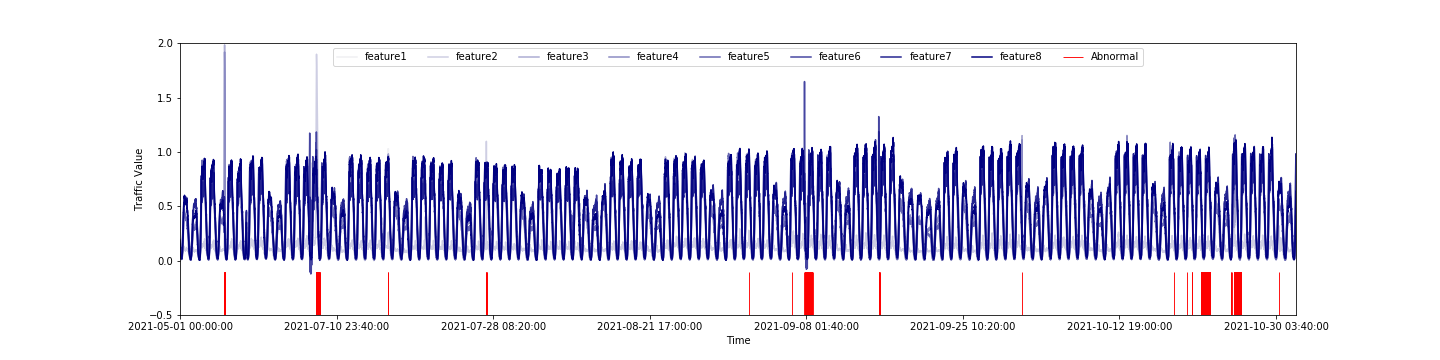 feature1 feature2 feature3 feature4 feature5 feature6 feature7 feature8 Abnormal
2.0
1.5
1.0
0.5
0.0
−0.5
Traffic Value
2021-05-01 00:00:00 2021-07-10 23:40:00 2021-07-28 08:20:00 2021-08-21 17:00:00 2021-09-08 01:40:00 2021-09-25 10:20:00 2021-10-12 19:00:00 2021-10-30 03:40:00
Time